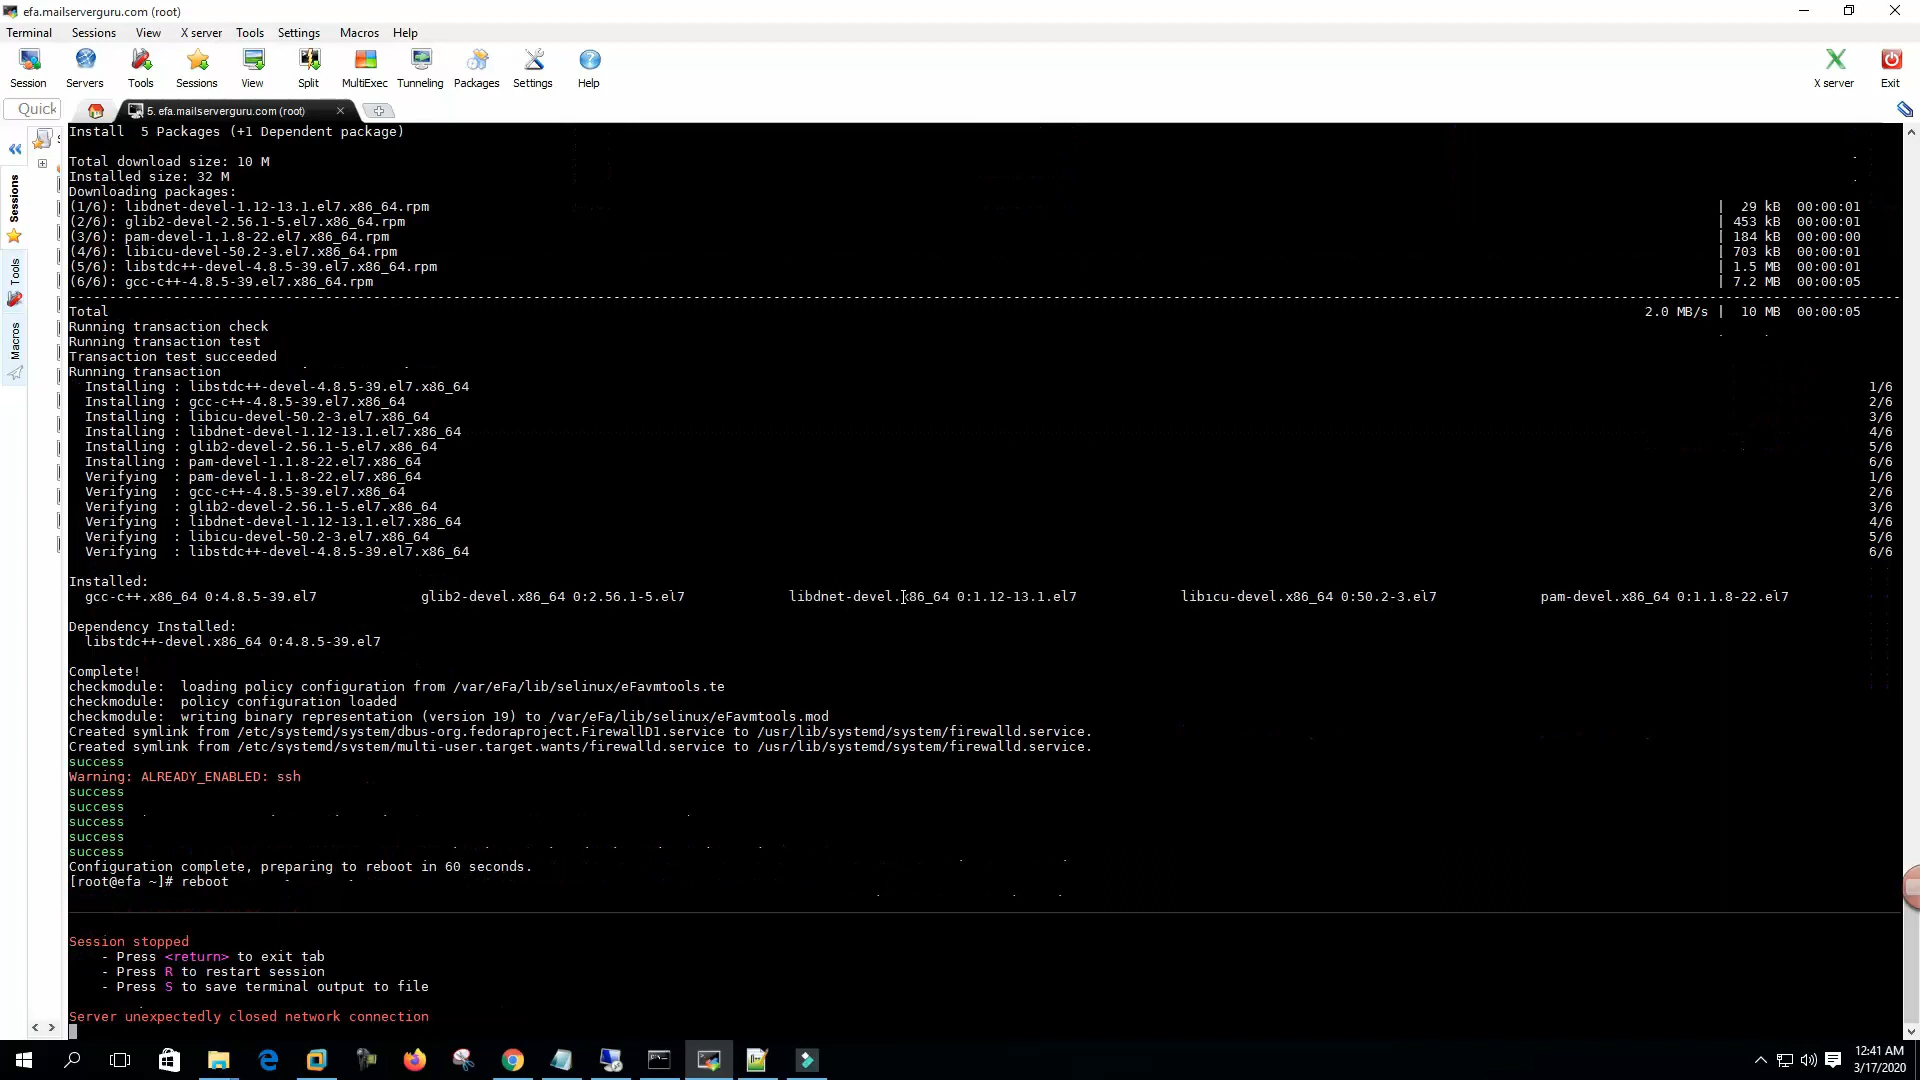 efa.mailserverguru.com (root)
Terminal Sessions View X server Tools Settings Macros Help
Session Servers Tools Sessions View Split MultiExec Tunneling Packages Settings Help X server Exit
Quick
5. efa.mailserverguru.com (root)
Sessions
Tools
Macros
Install 5 Packages (+1 Dependent package)
Total download size: 10 M
Installed size: 32 M
Downloading packages:
(1/6): libdnet-devel-1.12-13.1.el7.x86_64.rpm | 29 kB 00:00:01
(2/6): glib2-devel-2.56.1-5.el7.x86_64.rpm | 453 kB 00:00:01
(3/6): pam-devel-1.1.8-22.el7.x86_64.rpm | 184 kB 00:00:00
(4/6): libicu-devel-50.2-3.el7.x86_64.rpm | 703 kB 00:00:01
(5/6): libstdc++-devel-4.8.5-39.el7.x86_64.rpm | 1.5 MB 00:00:01
(6/6): gcc-c++-4.8.5-39.el7.x86_64.rpm | 7.2 MB 00:00:05
Total 2.0 MB/s | 10 MB 00:00:05
Running transaction check
Running transaction test
Transaction test succeeded
Running transaction
Installing : libstdc++-devel-4.8.5-39.el7.x86_64 1/6
Installing : gcc-c++-4.8.5-39.el7.x86_64 2/6
Installing : libicu-devel-50.2-3.el7.x86_64 3/6
Installing : libdnet-devel-1.12-13.1.el7.x86_64 4/6
Installing : glib2-devel-2.56.1-5.el7.x86_64 5/6
Installing : pam-devel-1.1.8-22.el7.x86_64 6/6
Verifying : pam-devel-1.1.8-22.el7.x86_64 1/6
Verifying : gcc-c++-4.8.5-39.el7.x86_64 2/6
Verifying : glib2-devel-2.56.1-5.el7.x86_64 3/6
Verifying : libdnet-devel-1.12-13.1.el7.x86_64 4/6
Verifying : libicu-devel-50.2-3.el7.x86_64 5/6
Verifying : libstdc++-devel-4.8.5-39.el7.x86_64 6/6
Installed:
gcc-c++.x86_64 0:4.8.5-39.el7 glib2-devel.x86_64 0:2.56.1-5.el7 libdnet-devel.x86_64 0:1.12-13.1.el7 libicu-devel.x86_64 0:50.2-3.el7 pam-devel.x86_64 0:1.1.8-22.el7
Dependency Installed:
libstdc++-devel.x86_64 0:4.8.5-39.el7
Complete!
checkmodule: loading policy configuration from /var/eFa/lib/selinux/eFavmtools.te
checkmodule: policy configuration loaded
checkmodule: writing binary representation (version 19) to /var/eFa/lib/selinux/eFavmtools.mod
Created symlink from /etc/systemd/system/dbus-org.fedoraproject.FirewallD1.service to /usr/lib/systemd/system/firewalld.service.
Created symlink from /etc/systemd/system/multi-user.target.wants/firewalld.service to /usr/lib/systemd/system/firewalld.service.
success
Warning: ALREADY_ENABLED: ssh
success
success
success
success
success
Configuration complete, preparing to reboot in 60 seconds.
[root@efa ~]# reboot
Session stopped
- Press <return> to exit tab
- Press R to restart session
- Press S to save terminal output to file
Server unexpectedly closed network connection
12:41 AM
3/17/2020